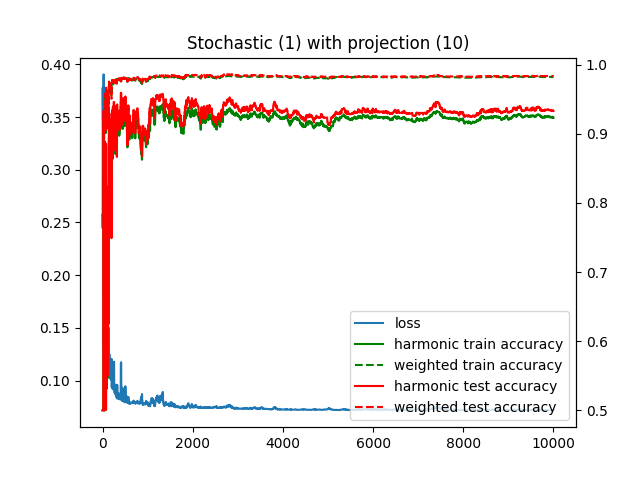 Stochastic (1) with projection (10)
0.40
0.35
0.30
0.25
0.20
0.15
0.10
1.0
0.9
0.8
0.7
0.6
0.5
loss
harmonic train accuracy
weighted train accuracy
harmonic test accuracy
weighted test accuracy
0 2000 4000 6000 8000 10000